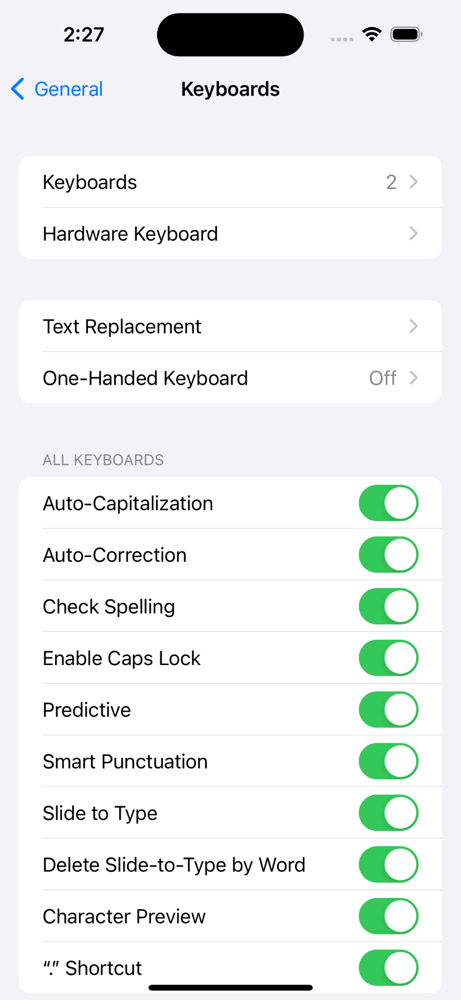 2:27
General
Keyboards
Keyboards 2
Hardware Keyboard
Text Replacement
One-Handed Keyboard Off
ALL KEYBOARDS
Auto-Capitalization
Auto-Correction
Check Spelling
Enable Caps Lock
Predictive
Smart Punctuation
Slide to Type
Delete Slide-to-Type by Word
Character Preview
“.” Shortcut